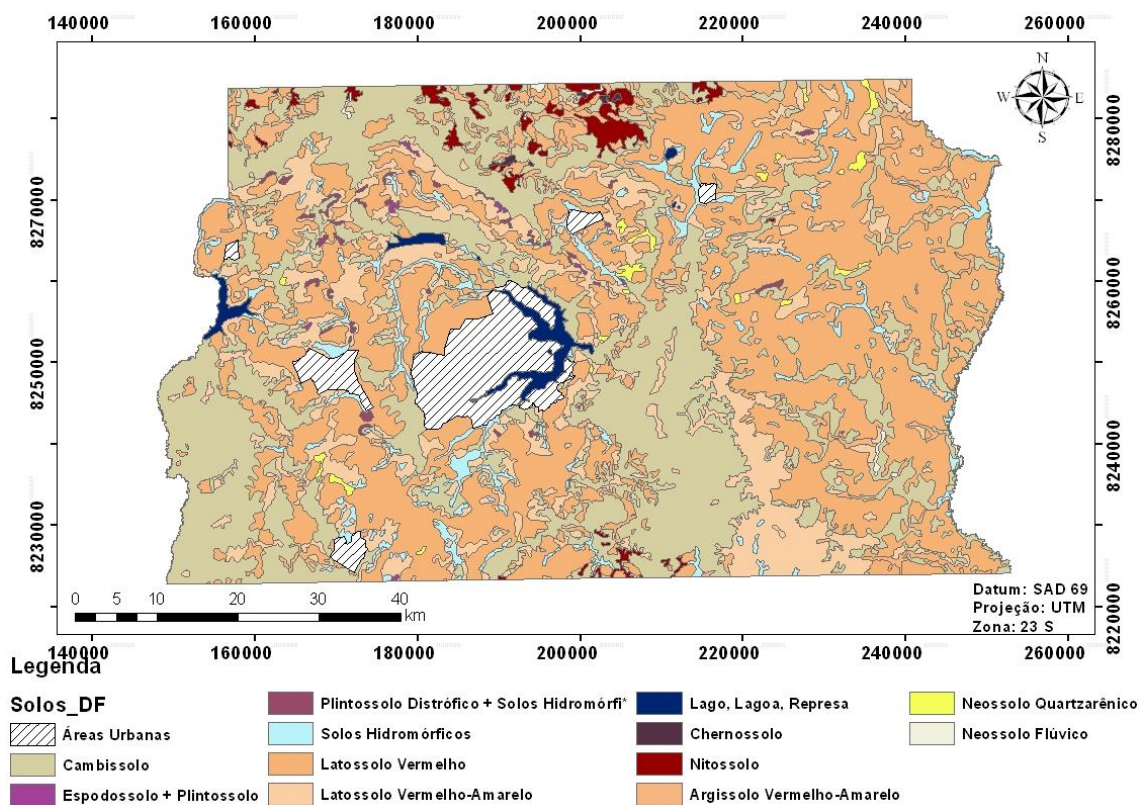 140000 160000 180000 200000 220000 240000 260000
N
W E
S
8280000
8270000
8260000
8250000
8240000
8230000
8220000
Datum: SAD 69
Projeção: UTM
Zona: 23 S
0 5 10 20 30 40
km
140000 160000 180000 200000 220000 240000 260000
Legenda
Solos_DF
Áreas Urbanas
Cambissolo
Espodossolo + Plintossolo
Plintossolo Distrófico + Solos Hidromórfi*
Solos Hidromórficos
Latossolo Vermelho
Latossolo Vermelho-Amarelo
Lago, Lagoa, Represa
Chernossolo
Nitossolo
Argissolo Vermelho-Amarelo
Neossolo Quartzarênico
Neossolo Flúvico